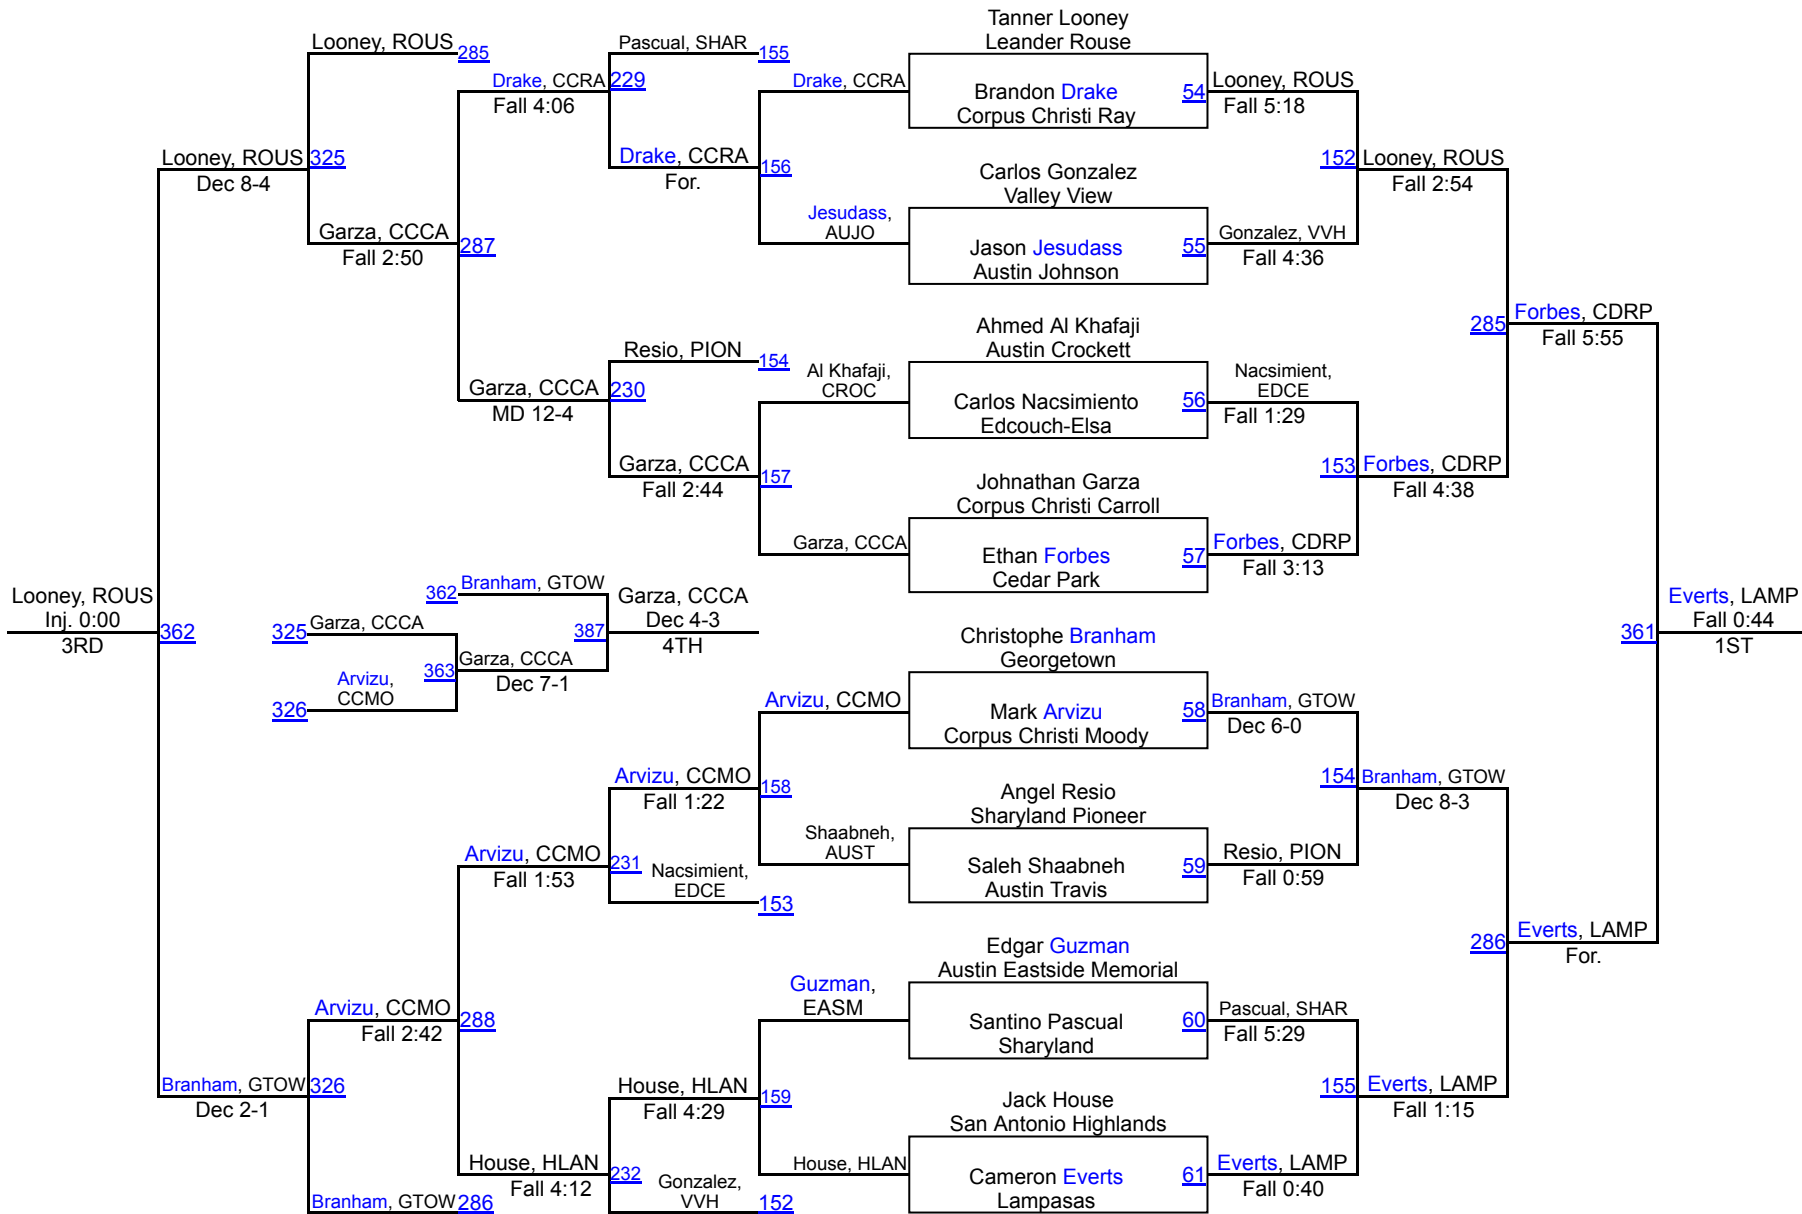 Tanner Looney
Leander Rouse
Looney, ROUS
285
Pascual, SHAR
155
Drake, CCRA
229
Fall 4:06
Drake, CCRA
Brandon Drake
Corpus Christi Ray
54
Looney, ROUS
Fall 5:18
Looney, ROUS
325
Dec 8-4
Drake, CCRA
For.
156
Carlos Gonzalez
Valley View
152
Looney, ROUS
Fall 2:54
Garza, CCCA
Fall 2:50
287
Jesudass,
AUJO
Jason Jesudass
Austin Johnson
55
Gonzalez, VVH
Fall 4:36
285
Forbes, CDRP
Fall 5:55
Ahmed Al Khafaji
Austin Crockett
Resio, PION
154
Garza, CCCA
230
MD 12-4
Al Khafaji,
CROC
Carlos Nacsimiento
Edcouch-Elsa
56
Nacsimient,
EDCE
Fall 1:29
Garza, CCCA
Fall 2:44
157
Johnathan Garza
Corpus Christi Carroll
153
Forbes, CDRP
Fall 4:38
Garza, CCCA
Ethan Forbes
Cedar Park
57
Forbes, CDRP
Fall 3:13
Looney, ROUS
Inj. 0:00
3RD
362
362
Branham, GTOW
Garza, CCCA
Dec 4-3
4TH
387
325
Garza, CCCA
363
Garza, CCCA
Dec 7-1
Arvizu,
CCMO
326
361
Everts, LAMP
Fall 0:44
1ST
Christophe Branham
Georgetown
Arvizu, CCMO
Mark Arvizu
Corpus Christi Moody
58
Branham, GTOW
Dec 6-0
Arvizu, CCMO
Fall 1:22
158
Angel Resio
Sharyland Pioneer
154
Branham, GTOW
Dec 8-3
Arvizu, CCMO
Fall 1:53
231
Nacsimient,
EDCE
153
Shaabneh,
AUST
Saleh Shaabneh
Austin Travis
59
Resio, PION
Fall 0:59
286
Everts, LAMP
For.
Edgar Guzman
Austin Eastside Memorial
Arvizu, CCMO
Fall 2:42
288
Guzman,
EASM
Santino Pascual
Sharyland
60
Pascual, SHAR
Fall 5:29
Branham, GTOW
326
Dec 2-1
House, HLAN
Fall 4:29
159
Jack House
San Antonio Highlands
155
Everts, LAMP
Fall 1:15
House, HLAN
Fall 4:12
232
House, HLAN
Cameron Everts
Lampasas
61
Everts, LAMP
Fall 0:40
Branham, GTOW
286
Gonzalez,
VVH
152